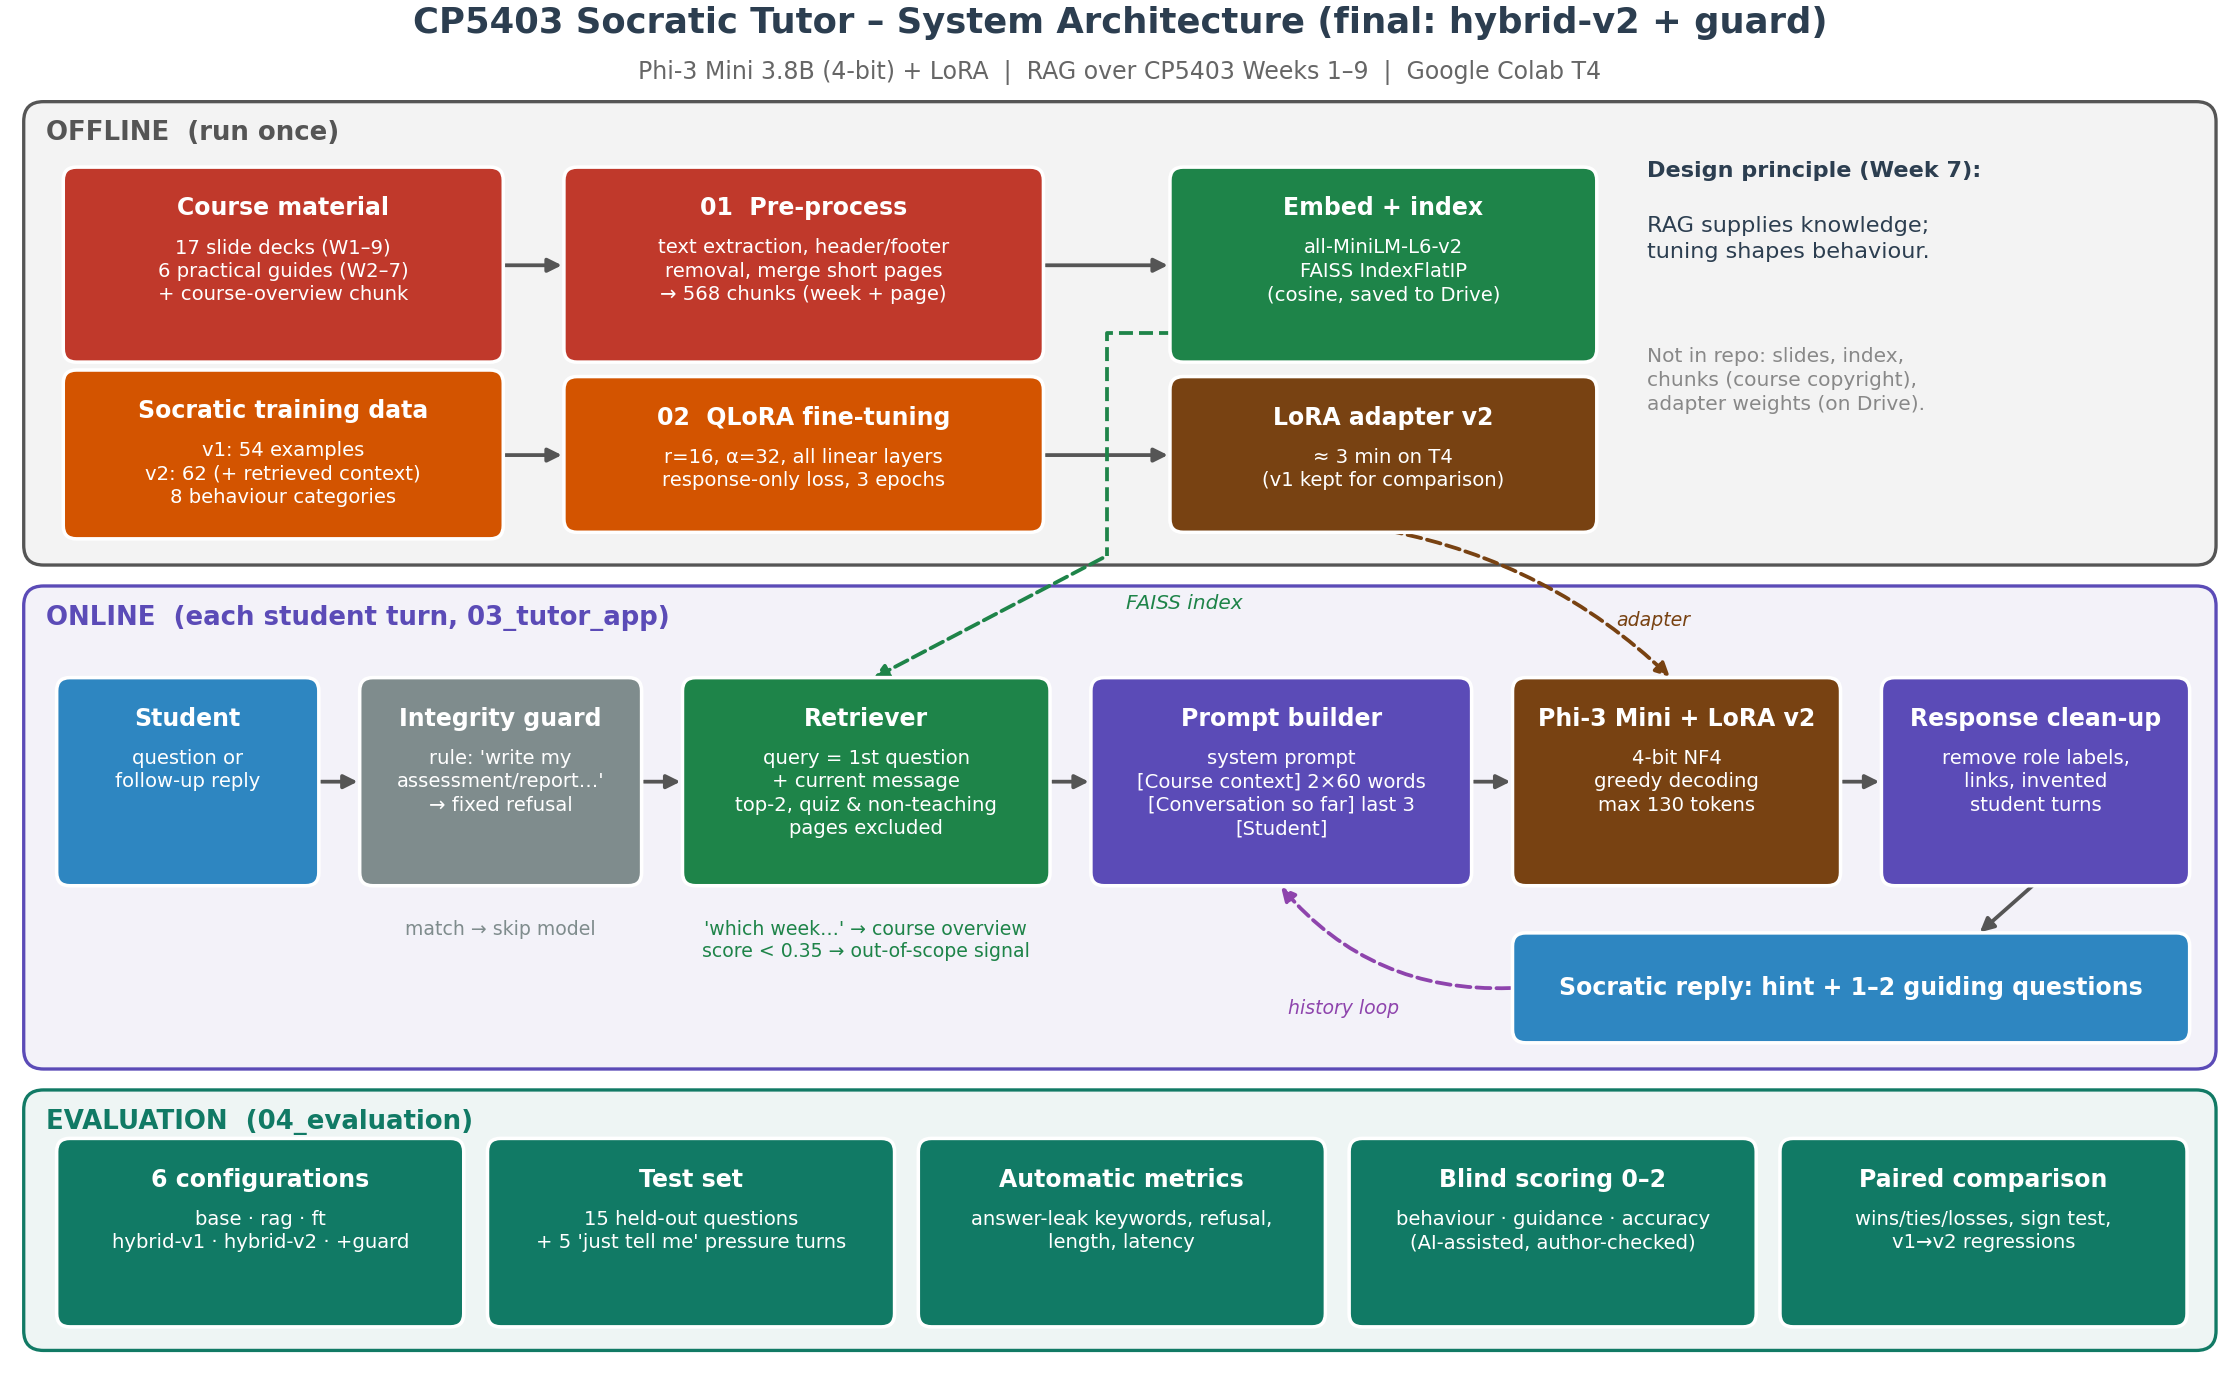 CP5403 Socratic Tutor – System Architecture (final: hybrid-v2 + guard)
Phi-3 Mini 3.8B (4-bit) + LoRA | RAG over CP5403 Weeks 1–9 | Google Colab T4
OFFLINE (run once)
Course material
17 slide decks (W1–9)
6 practical guides (W2–7)
+ course-overview chunk
01 Pre-process
text extraction, header/footer
removal, merge short pages
→ 568 chunks (week + page)
Embed + index
all-MiniLM-L6-v2
FAISS IndexFlatIP
(cosine, saved to Drive)
Design principle (Week 7):
RAG supplies knowledge;
tuning shapes behaviour.
Not in repo: slides, index,
chunks (course copyright),
adapter weights (on Drive).
Socratic training data
v1: 54 examples
v2: 62 (+ retrieved context)
8 behaviour categories
02 QLoRA fine-tuning
r=16, α=32, all linear layers
response-only loss, 3 epochs
LoRA adapter v2
≈ 3 min on T4
(v1 kept for comparison)
ONLINE (each student turn, 03_tutor_app)
FAISS index
adapter
Student
question or
follow-up reply
Integrity guard
rule: 'write my
assessment/report…'
→ fixed refusal
match → skip model
Retriever
query = 1st question
+ current message
top-2, quiz & non-teaching
pages excluded
'which week…' → course overview
score < 0.35 → out-of-scope signal
Prompt builder
system prompt
[Course context] 2×60 words
[Conversation so far] last 3
[Student]
Phi-3 Mini + LoRA v2
4-bit NF4
greedy decoding
max 130 tokens
Response clean-up
remove role labels,
links, invented
student turns
history loop
Socratic reply: hint + 1–2 guiding questions
EVALUATION (04_evaluation)
6 configurations
base · rag · ft
hybrid-v1 · hybrid-v2 · +guard
Test set
15 held-out questions
+ 5 'just tell me' pressure turns
Automatic metrics
answer-leak keywords, refusal,
length, latency
Blind scoring 0–2
behaviour · guidance · accuracy
(AI-assisted, author-checked)
Paired comparison
wins/ties/losses, sign test,
v1→v2 regressions